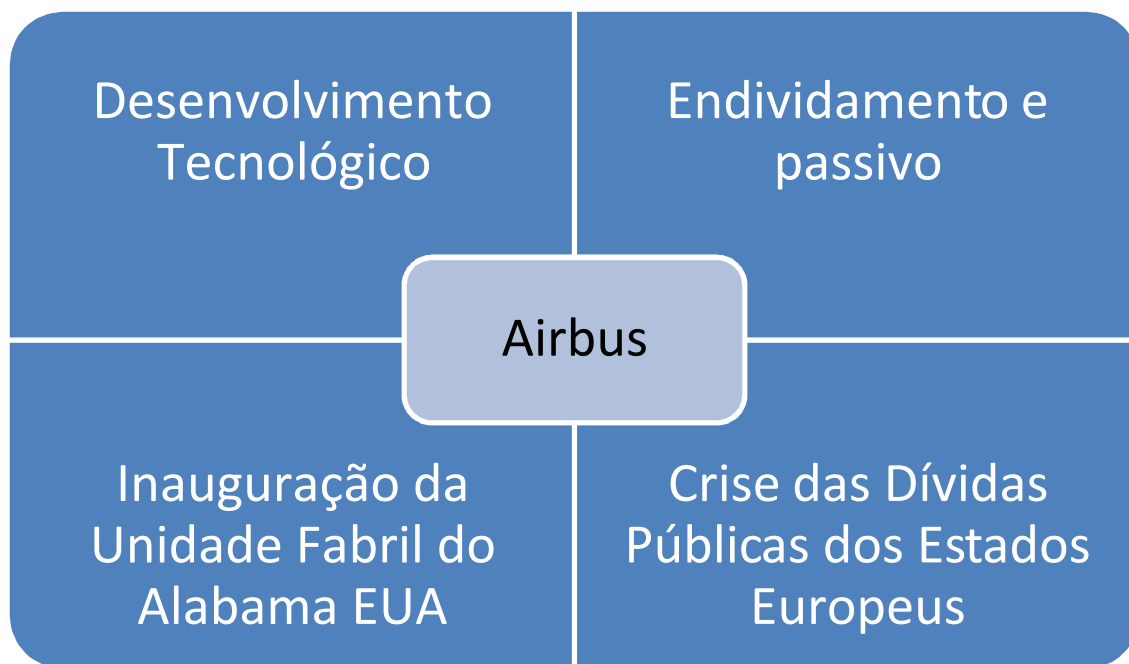 Desenvolvimento
Tecnológico
Endividamento e
passivo
Airbus
Inauguração da
Unidade Fabril do
Alabama EUA
Crise das Dívidas
Públicas dos Estados
Europeus